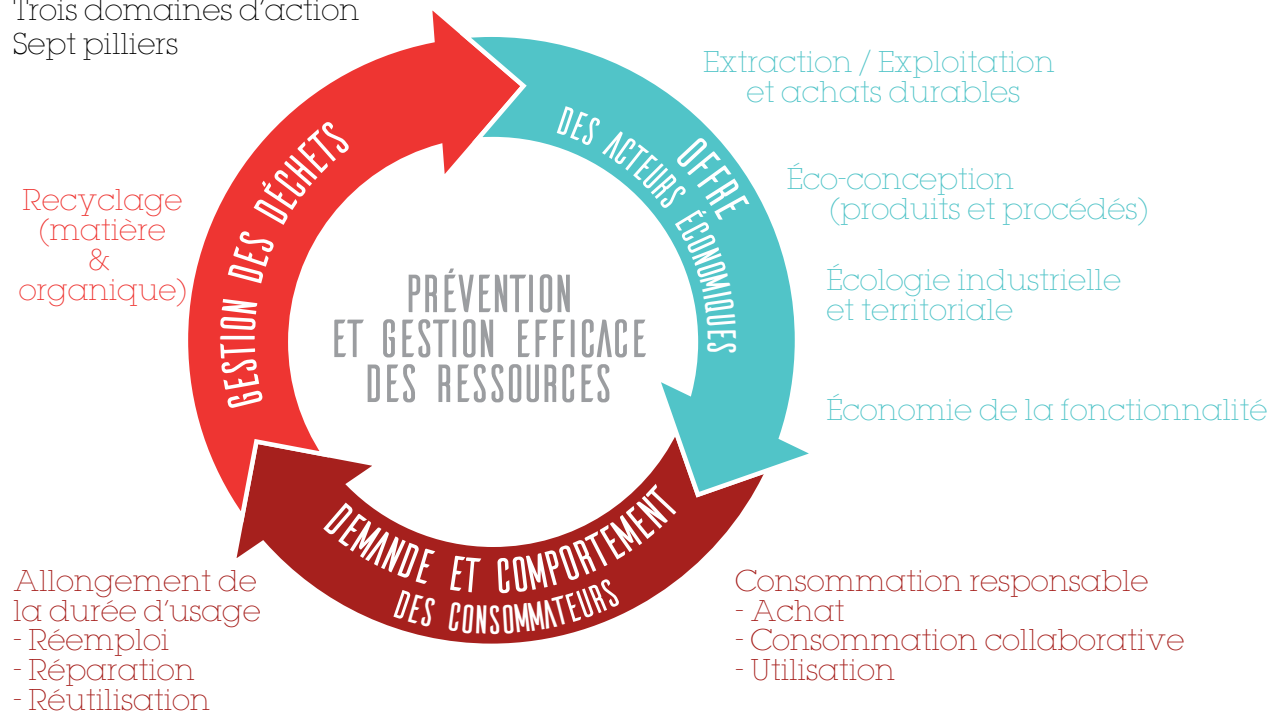 Trois domaines d'action
Sept pilliers
Extraction / Exploitation
et achats durables
Éco-conception
(produits et procédés)
Écologie industrielle
et territoriale
Économie de la fonctionnalité
OFFRE
DES ACTEURS ÉCONOMIQUES
Consommation responsable
- Achat
- Consommation collaborative
- Utilisation
DEMANDE ET COMPORTEMENT
DES CONSOMMATEURS
Allongement de
la durée d'usage
- Réemploi
- Réparation
- Réutilisation
GESTION DES DÉCHETS
Recyclage
(matière
&
organique)
PRÉVENTION
ET GESTION EFFICACE
DES RESSOURCES